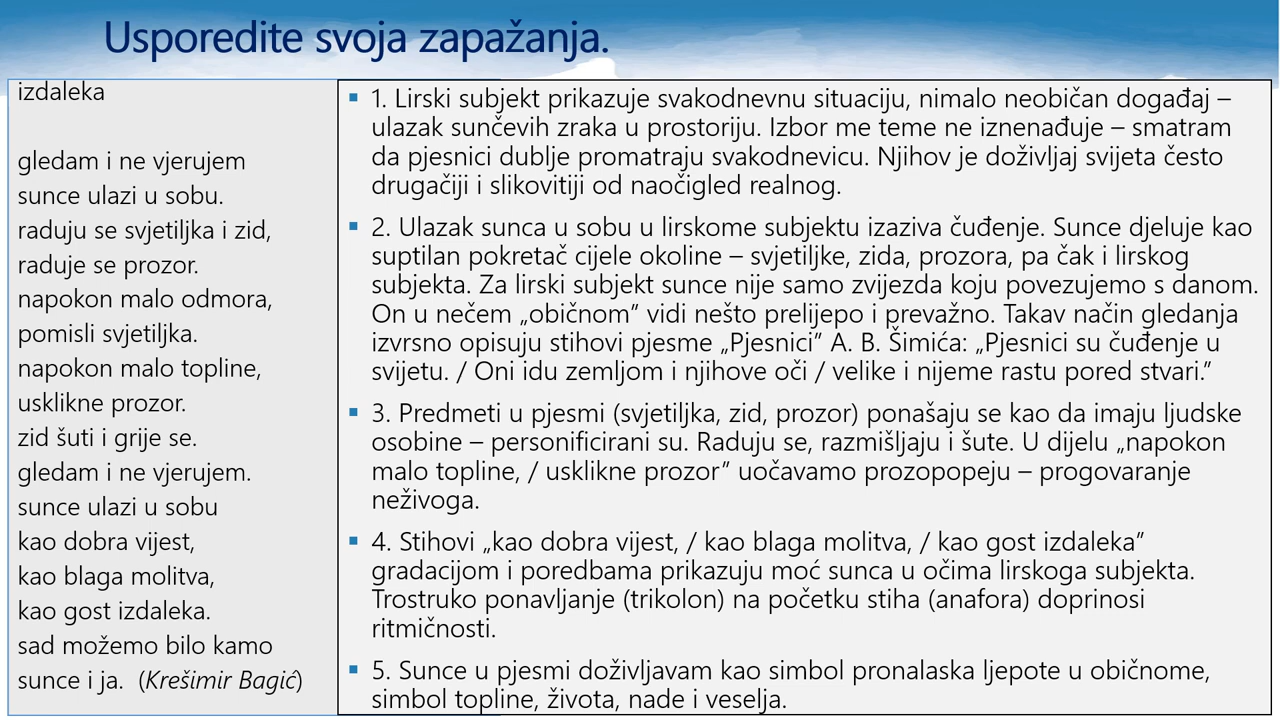 Usporedite svoja zapažanja.
izdaleka
gledam i ne vjerujem
sunce ulazi u sobu.
raduju se svjetiljka i zid,
raduje se prozor.
napokon malo odmora,
pomisli svjetiljka.
napokon malo topline,
usklikne prozor.
zid šuti i grije se.
gledam i ne vjerujem.
sunce ulazi u sobu
kao dobra vijest,
kao blaga molitva,
kao gost izdaleka.
sad možemo bilo kamo
sunce i ja. (Krešimir Bagić)
▪ 1. Lirski subjekt prikazuje svakodnevnu situaciju, nimalo neobičan događaj –
ulazak sunčevih zraka u prostoriju. Izbor me teme ne iznenađuje – smatram
da pjesnici dublje promatraju svakodnevicu. Njihov je doživljaj svijeta često
drugačiji i slikovitiji od naočigled realnog.
▪ 2. Ulazak sunca u sobu u lirskome subjektu izaziva čuđenje. Sunce djeluje kao
suptilan pokretač cijele okoline – svjetiljke, zida, prozora, pa čak i lirskog
subjekta. Za lirski subjekt sunce nije samo zvijezda koju povezujemo s danom.
On u nečem „običnom” vidi nešto prelijepo i prevažno. Takav način gledanja
izvrsno opisuju stihovi pjesme „Pjesnici” A. B. Šimića: „Pjesnici su čuđenje u
svijetu. / Oni idu zemljom i njihove oči / velike i nijeme rastu pored stvari.”
▪ 3. Predmeti u pjesmi (svjetiljka, zid, prozor) ponašaju se kao da imaju ljudske
osobine – personificirani su. Raduju se, razmišljaju i šute. U dijelu „napokon
malo topline, / usklikne prozor” uočavamo prozopopeju – progovaranje
neživoga.
▪ 4. Stihovi „kao dobra vijest, / kao blaga molitva, / kao gost izdaleka”
gradacijom i poredbama prikazuju moć sunca u očima lirskoga subjekta.
Trostruko ponavljanje (trikolon) na početku stiha (anafora) doprinosi
ritmičnosti.
▪ 5. Sunce u pjesmi doživljavam kao simbol pronalaska ljepote u običnome,
simbol topline, života, nade i veselja.